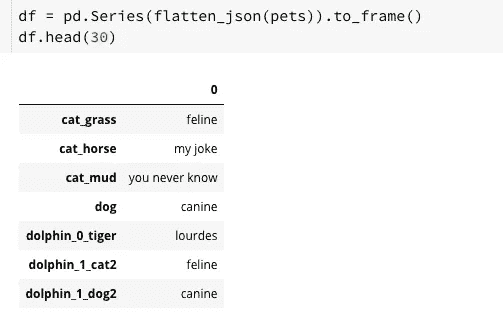 df = pd.Series(flatten_json(pets)).to_frame()
df.head(30)
0
cat_grass feline
cat_horse my joke
cat_mud you never know
dog canine
dolphin_0_tiger lourdes
dolphin_1_cat2 feline
dolphin_1_dog2 canine